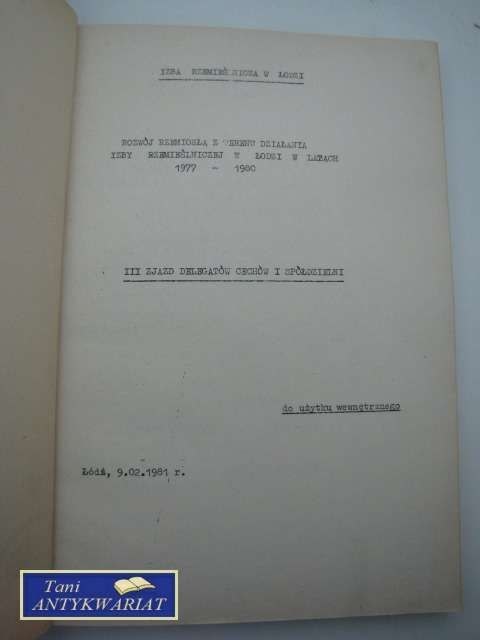 IZBA RZEMIEŚLNICZA W ŁODZI
ROZWÓJ RZEMIOSŁA Z TERENU DZIAŁANIA
IZBY RZEMIEŚLNICZEJ W ŁODZI W LATACH
1977 - 1980
III ZJAZD DELEGATÓW CECHÓW I SPÓŁDZIELNI
do użytku wewnętrznego
Łódź, 9.02.1981 r.
Tani
ANTYKWARIAT